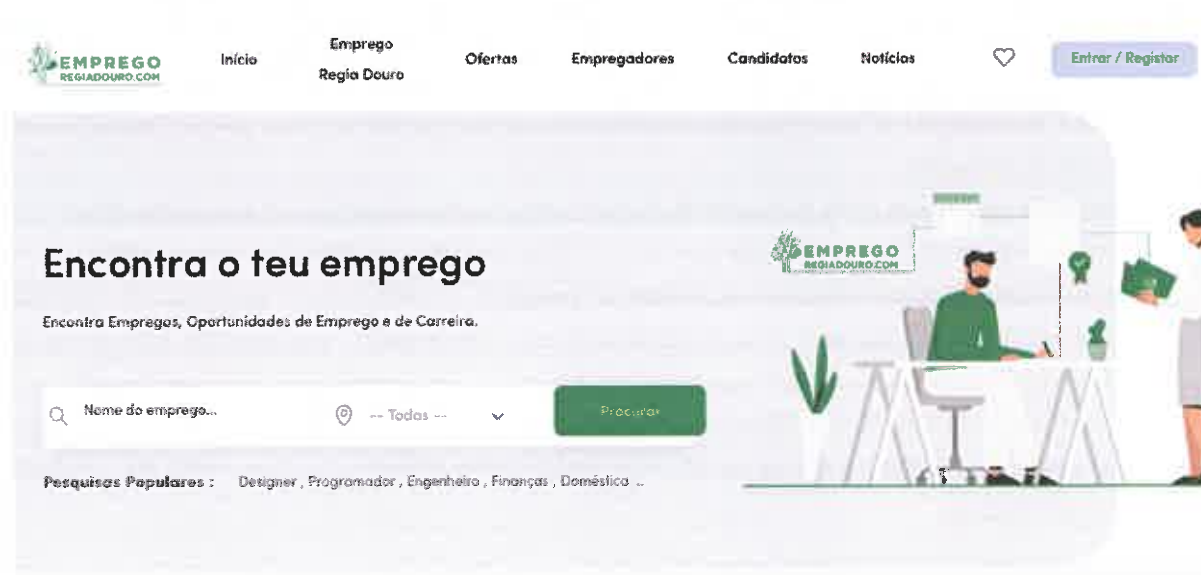 EMPREGO
REGIADOURO.COM
Início
Emprego
Regia Douro
Ofertas
Empregadores
Candidatos
Notícias
Entrar / Registar
Encontra o teu emprego
Encontra Empregos, Oportunidades de Emprego e de Carreira.
Nome do emprego...
-- Todas --
Procurar
Pesquisas Populares : Designer , Programador , Engenheiro , Finanças , Doméstica ...
EMPREGO
REGIADOURO.COM